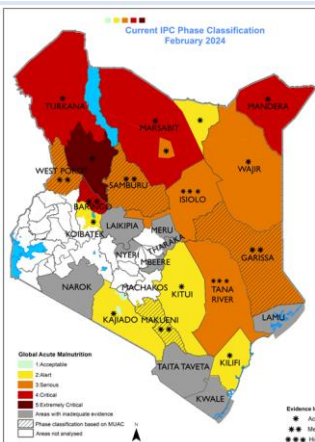 Current IPC Phase Classification
February 2024
TURKANA
MARSABIT
MANDERA
WAJIR
WEST POKOT
SAMBURU
ISIOLO
BARINGO
KOIBATEK
LAIKIPIA
MERU
THARAKA
GARISSA
NYERI
MBEERE
TANA
RIVER
NAROK
MACHAKOS
KITUI
LAMU
KAJIADO
MAKUENI
KILIFI
TAITA TAVETA
KWALE
Global Acute Malnutrition
1:Acceptable
2:Alert
3:Serious
4:Critical
5:Extremely Critical
Areas with inadequate evidence
Phase classification based on MUAC
Areas not analysed
N
Evidence l
Ac
Me